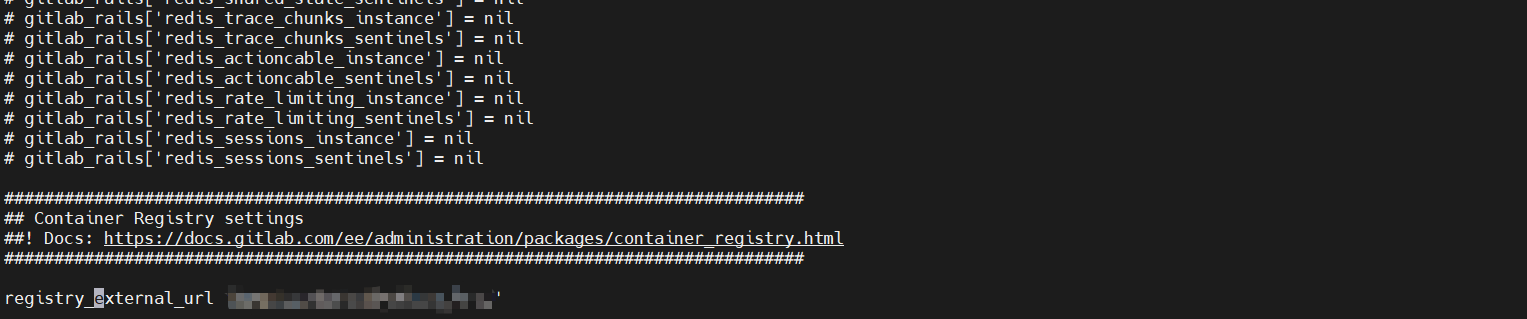 # gitlab_rails['redis_shared_state_sentinels'] = nil
# gitlab_rails['redis_trace_chunks_instance'] = nil
# gitlab_rails['redis_trace_chunks_sentinels'] = nil
# gitlab_rails['redis_actioncable_instance'] = nil
# gitlab_rails['redis_actioncable_sentinels'] = nil
# gitlab_rails['redis_rate_limiting_instance'] = nil
# gitlab_rails['redis_rate_limiting_sentinels'] = nil
# gitlab_rails['redis_sessions_instance'] = nil
# gitlab_rails['redis_sessions_sentinels'] = nil
################################################################################
## Container Registry settings
##! Docs: https://docs.gitlab.com/ee/administration/packages/container_registry.html
################################################################################
registry_external_url '